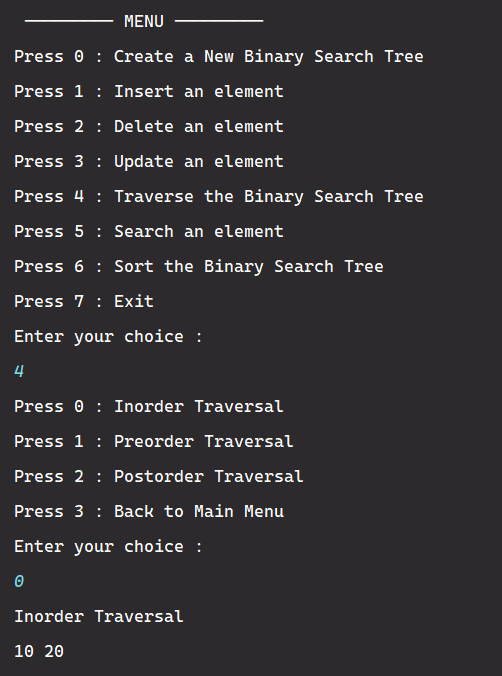 ───────── MENU ─────────
Press 0 : Create a New Binary Search Tree
Press 1 : Insert an element
Press 2 : Delete an element
Press 3 : Update an element
Press 4 : Traverse the Binary Search Tree
Press 5 : Search an element
Press 6 : Sort the Binary Search Tree
Press 7 : Exit
Enter your choice :
4
Press 0 : Inorder Traversal
Press 1 : Preorder Traversal
Press 2 : Postorder Traversal
Press 3 : Back to Main Menu
Enter your choice :
0
Inorder Traversal
10 20